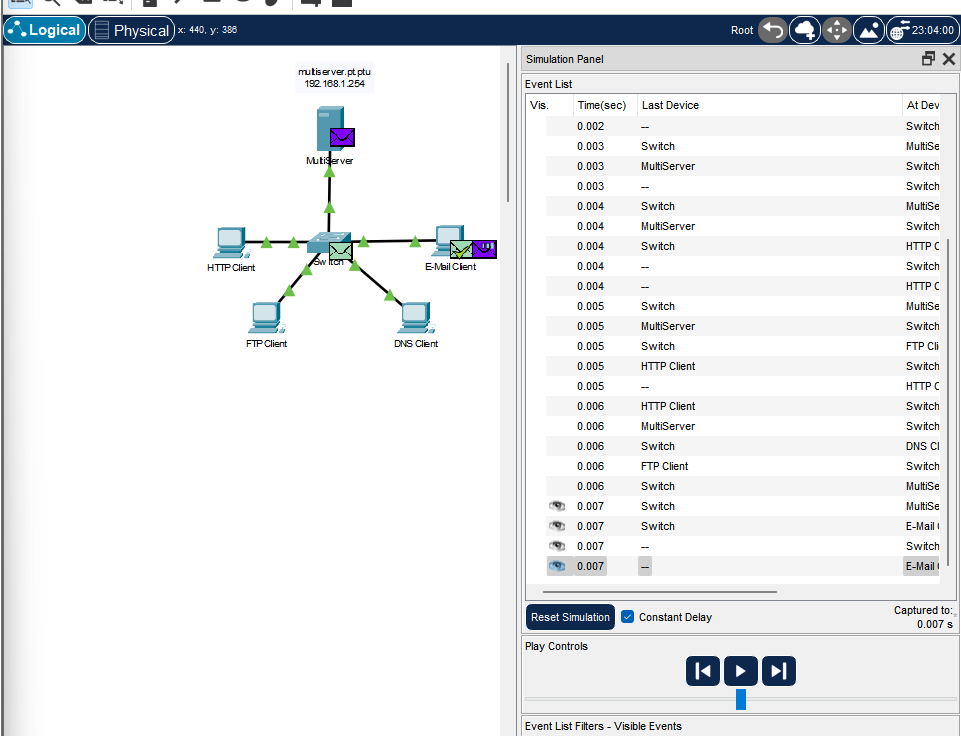 Logical
Physical
x: 440, y: 386
Root
23:04:00
multiserver.pt.ptu
192.168.1.254
MultiServer
HTTP Client
Switch
E-Mail Client
FTP Client
DNS Client
Simulation Panel
Event List
Vis. Time(sec) Last Device At Dev
0.002 -- Switch
0.003 Switch MultiSe
0.003 MultiServer Switch
0.003 -- Switch
0.004 Switch MultiSe
0.004 MultiServer Switch
0.004 Switch HTTP C
0.004 -- Switch
0.004 -- HTTP C
0.005 Switch MultiSe
0.005 MultiServer Switch
0.005 Switch FTP Cli
0.005 HTTP Client Switch
0.005 -- HTTP C
0.006 HTTP Client Switch
0.006 MultiServer Switch
0.006 Switch DNS Cl
0.006 FTP Client Switch
0.006 Switch MultiSe
0.007 Switch MultiSe
0.007 Switch E-Mail
0.007 -- Switch
0.007 -- E-Mail
Reset Simulation
Constant Delay
Captured to:
0.007 s
Play Controls
Event List Filters - Visible Events